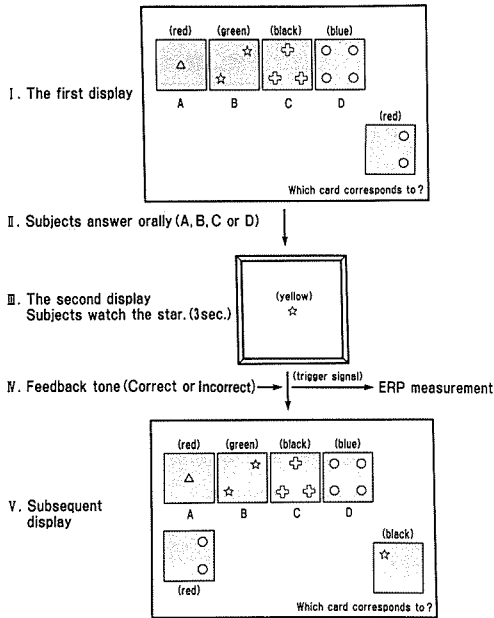 (red) (green) (black) (blue)
I. The first display
A B C D
(red)
Which card corresponds to?
II. Subjects answer orally (A, B, C or D)
III. The second display
Subjects watch the star. (3sec.)
(yellow)
IV. Feedback tone (Correct or Incorrect)
(trigger signal)
ERP measurement
(red) (green) (black) (blue)
V. Subsequent
display
A B C D
(black)
(red)
Which card corresponds to?